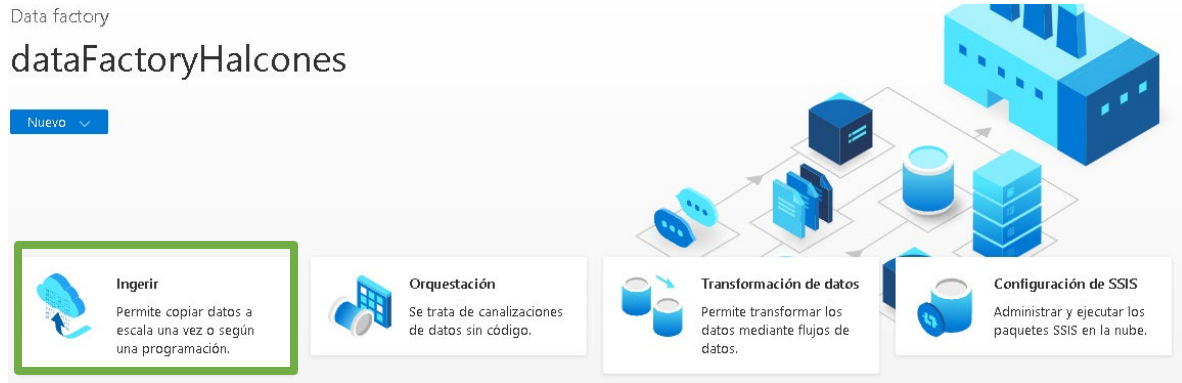 Data factory
dataFactoryHalcones
Nuevo
Ingerir
Permite copiar datos a
escala una vez o según
una programación.
Orquestación
Se trata de canalizaciones
de datos sin código.
Transformación de datos
Permite transformar los
datos mediante flujos de
datos.
Configuración de SSIS
Administrar y ejecutar los
paquetes SSIS en la nube.